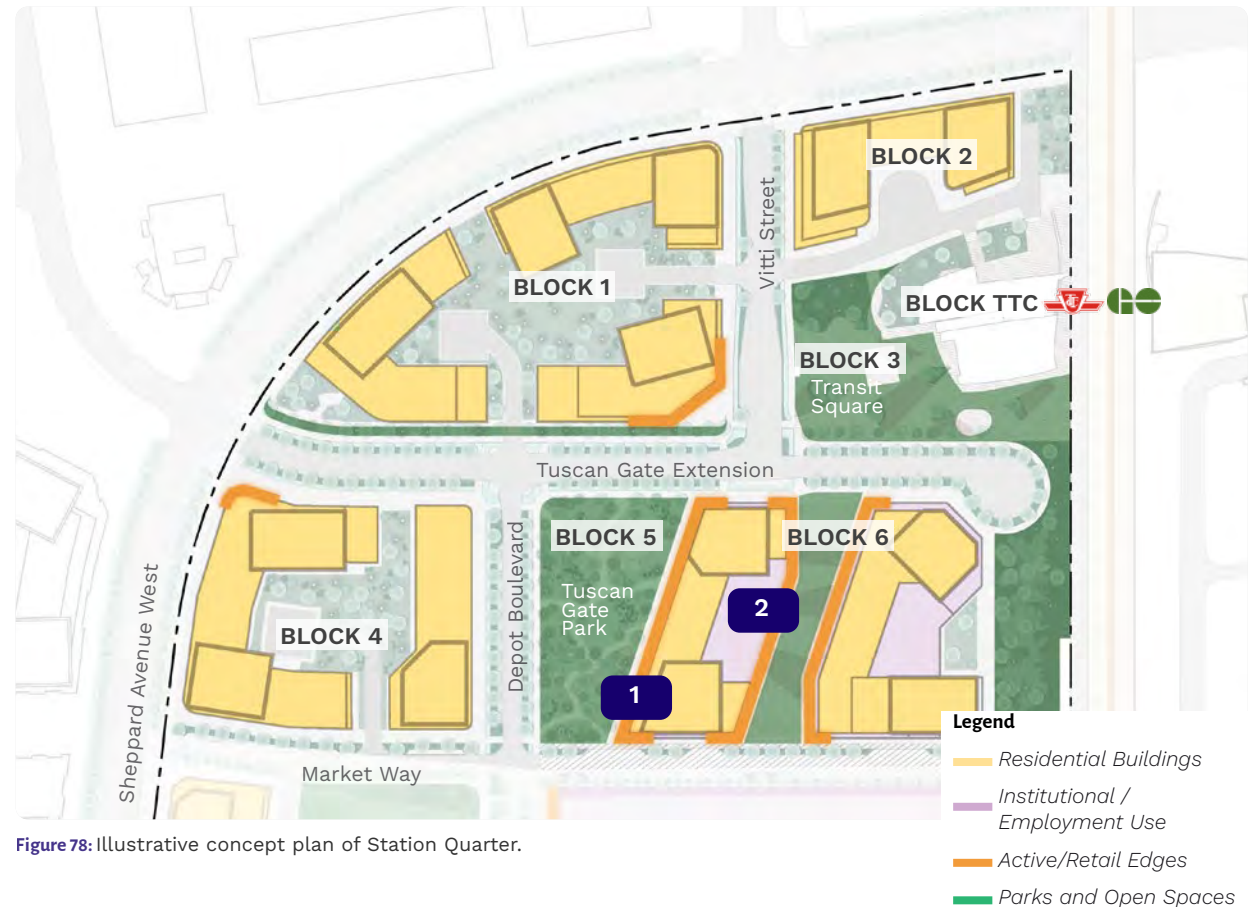 BLOCK 2
Vitti Street
BLOCK 1
BLOCK TTC
BLOCK 3
Transit
Square
Tuscan Gate Extension
BLOCK 5
BLOCK 6
Tuscan
Gate
Park
2
BLOCK 4
Depot Boulevard
1
Sheppard Avenue West
Market Way
Legend
Residential Buildings
Institutional /
Employment Use
Active/Retail Edges
Parks and Open Spaces
Figure 78: Illustrative concept plan of Station Quarter.